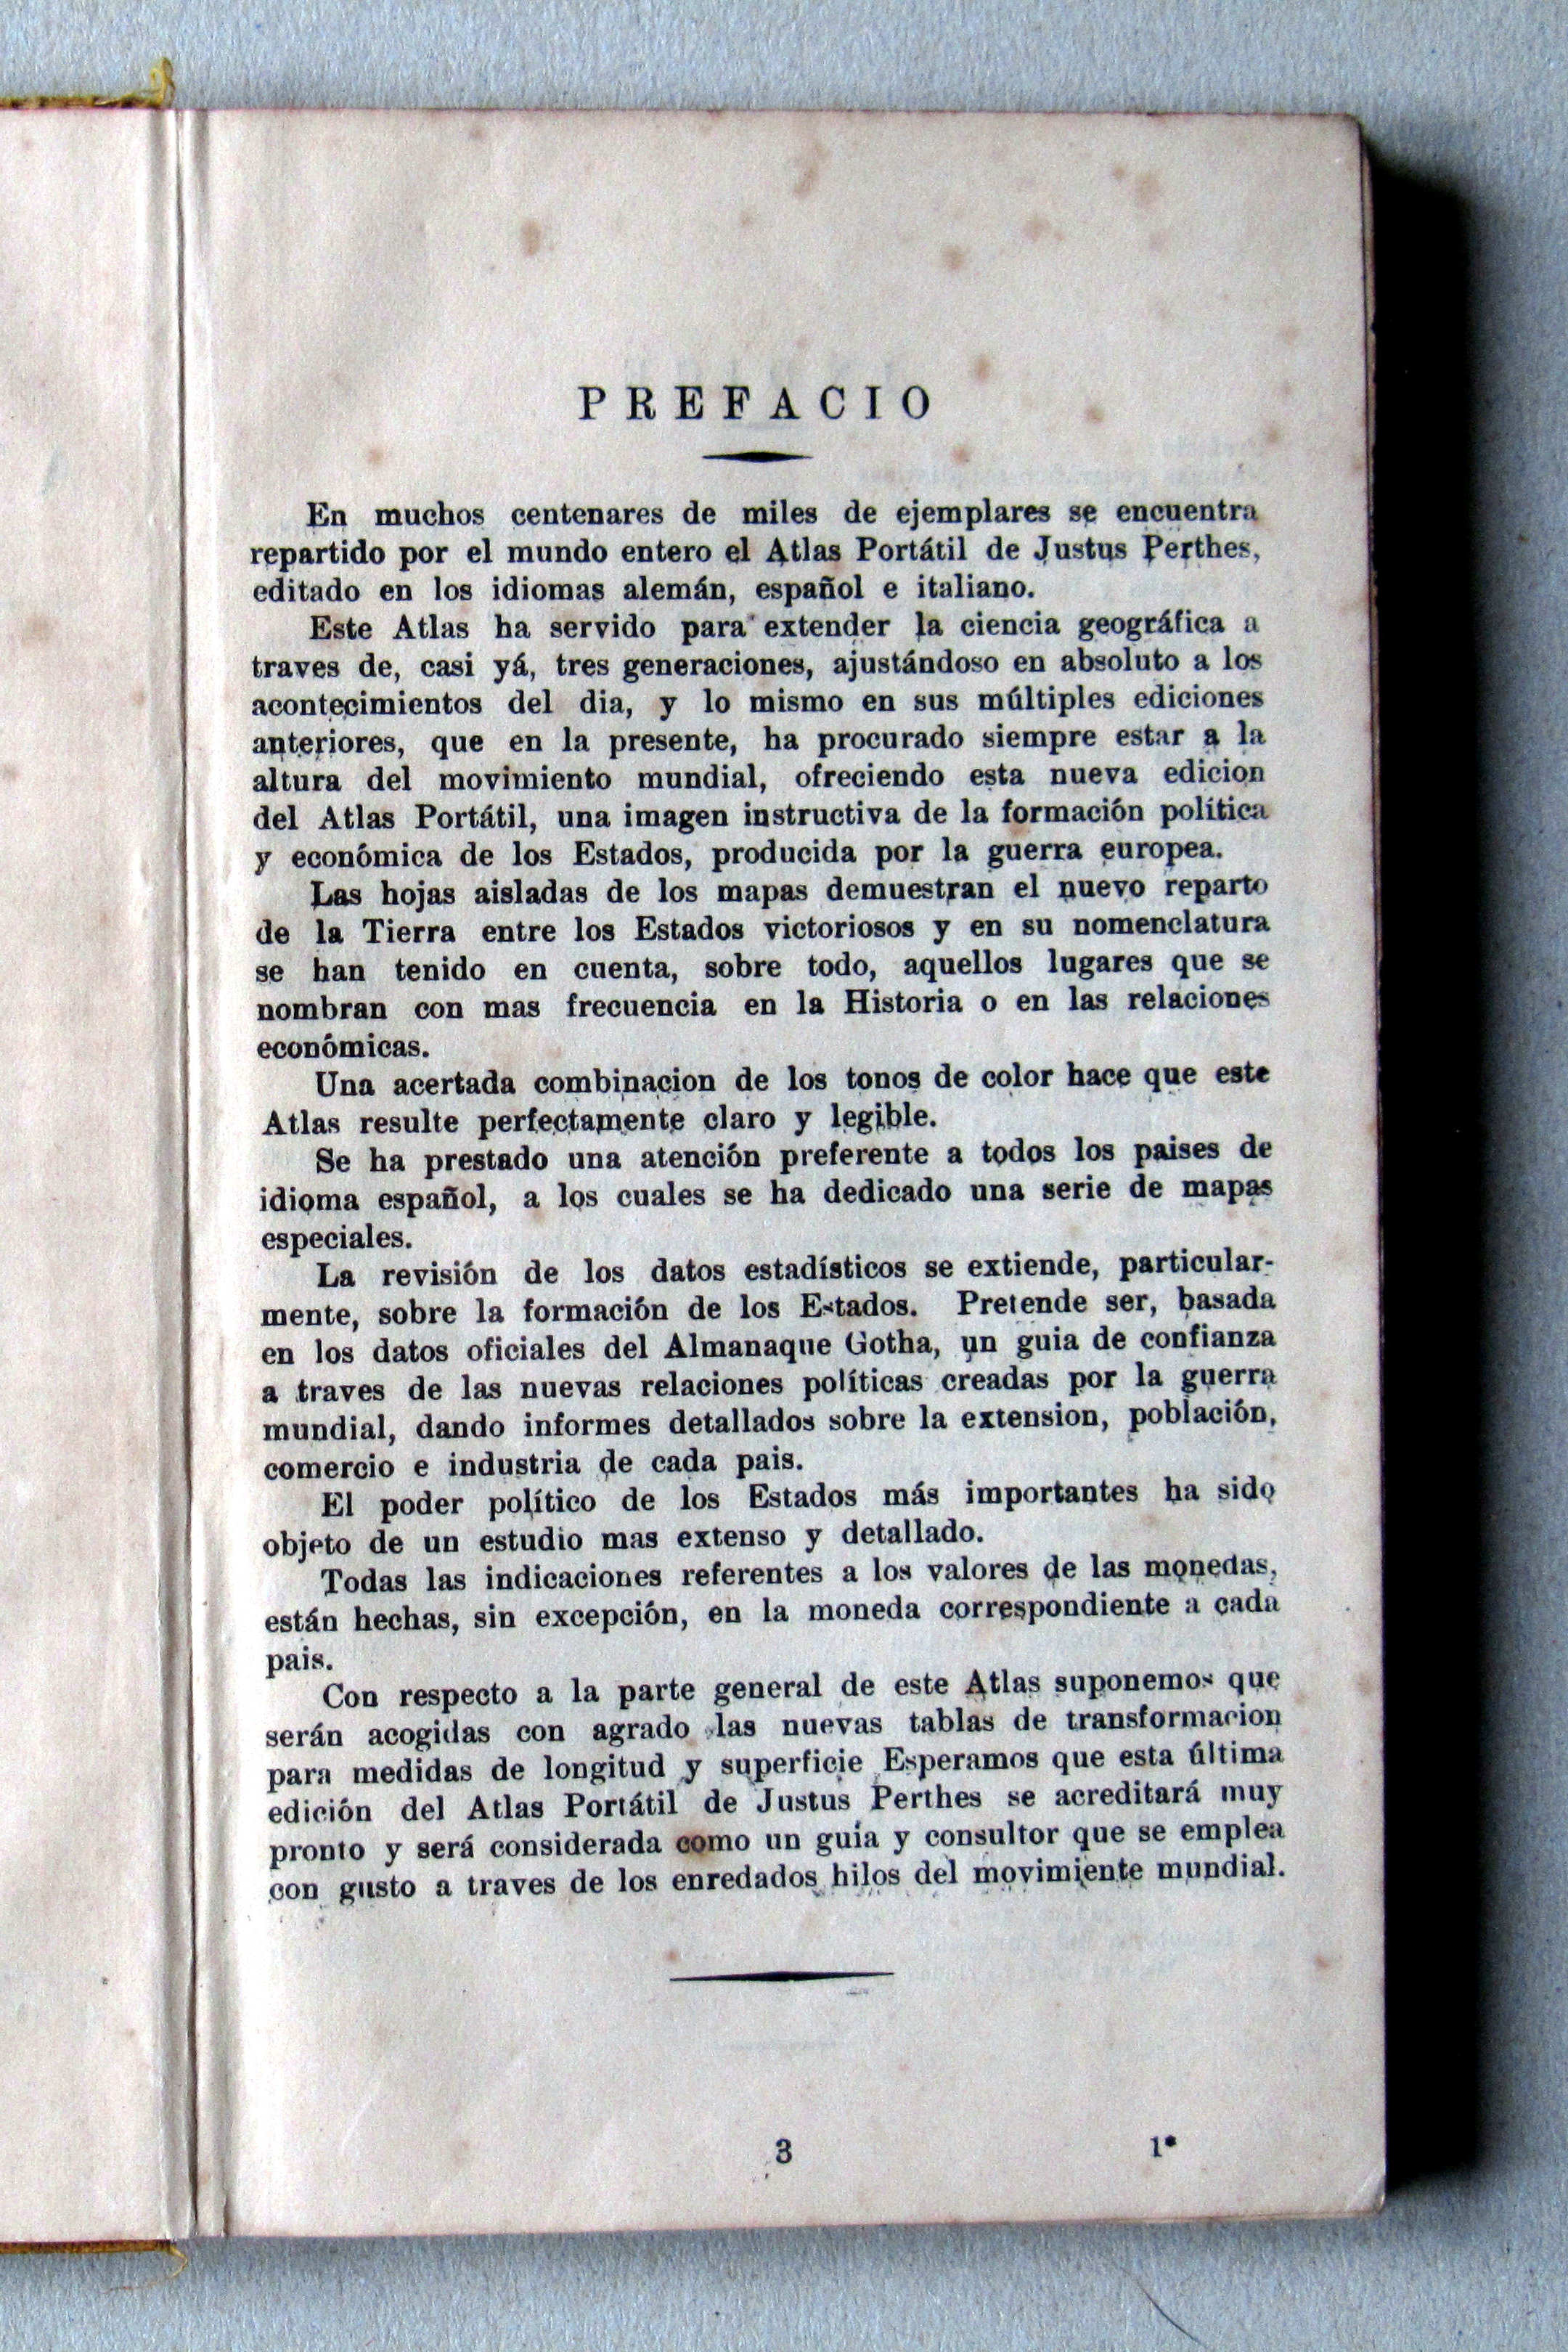 PREFACIO
En muchos centenares de miles de ejemplares se encuentra
repartido por el mundo entero el Atlas Portátil de Justus Perthes,
editado en los idiomas alemán, español e italiano.
Este Atlas ha servido para extender la ciencia geográfica a
traves de, casi yá, tres generaciones, ajustándoso en absoluto a los
acontecimientos del dia, y lo mismo en sus múltiples ediciones
anteriores, que en la presente, ha procurado siempre estar a la
altura del movimiento mundial, ofreciendo esta nueva edicion
del Atlas Portátil, una imagen instructiva de la formación política
y económica de los Estados, producida por la guerra europea.
Las hojas aisladas de los mapas demuestran el nuevo reparto
de la Tierra entre los Estados victoriosos y en su nomenclatura
se han tenido en cuenta, sobre todo, aquellos lugares que se
nombran con mas frecuencia en la Historia o en las relaciones
económicas.
Una acertada combinacion de los tonos de color hace que este
Atlas resulte perfectamente claro y legible.
Se ha prestado una atención preferente a todos los paises de
idioma español, a los cuales se ha dedicado una serie de mapas
especiales.
La revisión de los datos estadísticos se extiende, particular-
mente, sobre la formación de los Estados. Pretende ser, basada
en los datos oficiales del Almanaque Gotha, un guia de confianza
a traves de las nuevas relaciones políticas creadas por la guerra
mundial, dando informes detallados sobre la extension, población,
comercio e industria de cada pais.
El poder político de los Estados más importantes ha sido
objeto de un estudio mas extenso y detallado.
Todas las indicaciones referentes a los valores de las monedas,
están hechas, sin excepción, en la moneda correspondiente a cada
pais.
Con respecto a la parte general de este Atlas suponemos que
serán acogidas con agrado las nuevas tablas de transformacion
para medidas de longitud y superficie Esperamos que esta última
edición del Atlas Portátil de Justus Perthes se acreditará muy
pronto y será considerada como un guía y consultor que se emplea
con gusto a traves de los enredados hilos del movimiente mundial.
3 1*